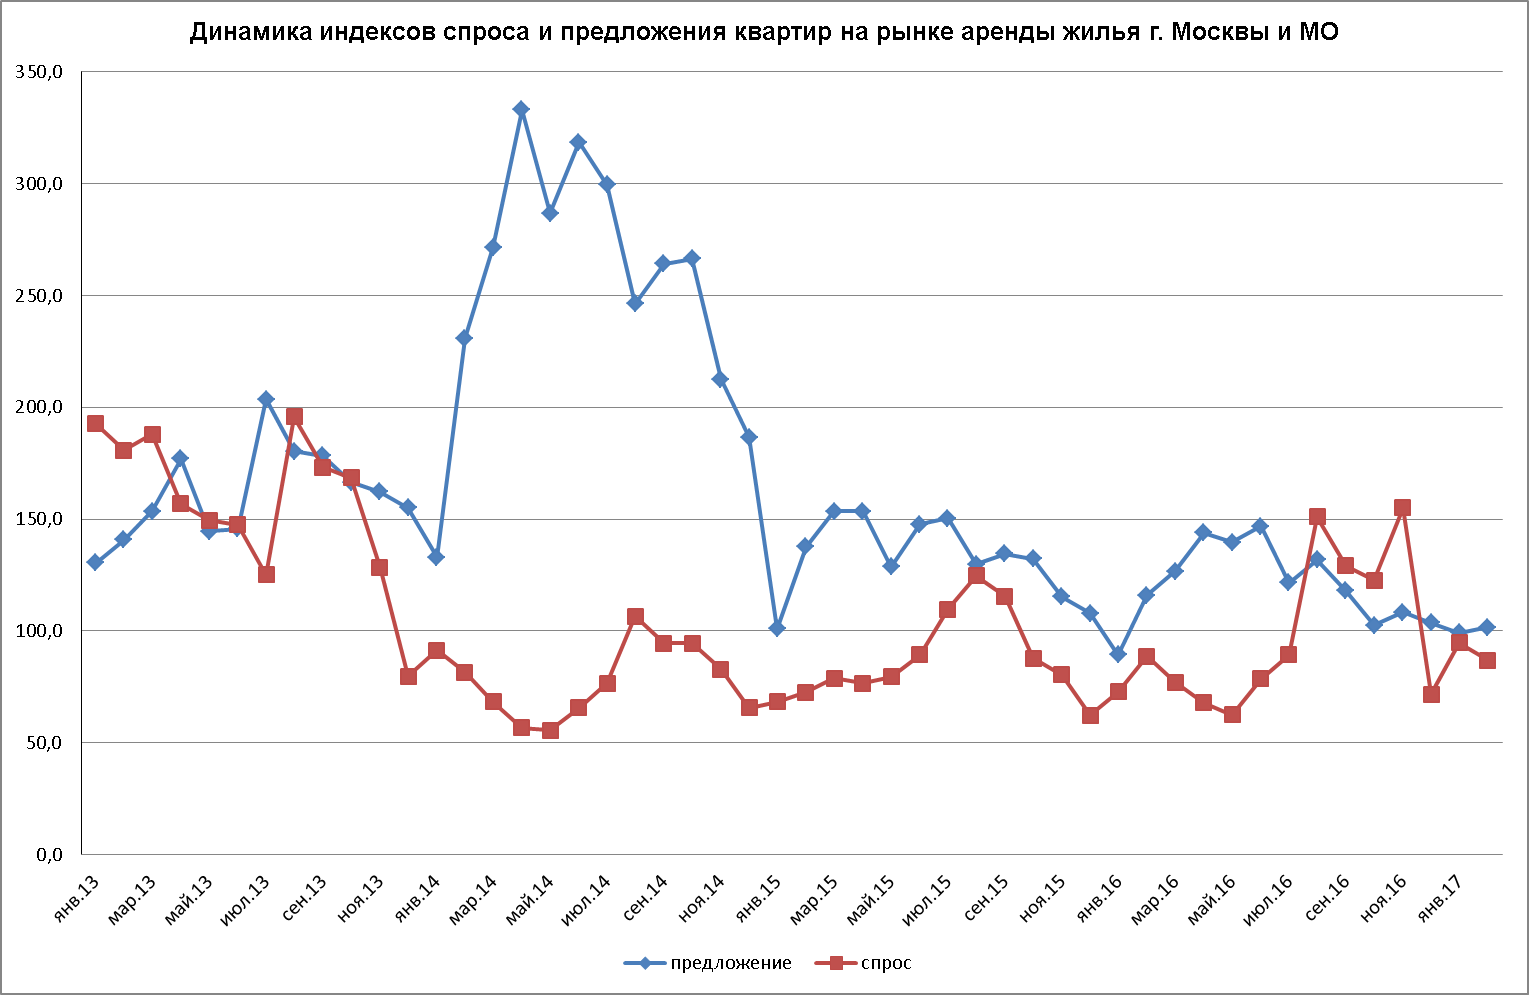 Динамика индексов спроса и предложения квартир на рынке аренды жилья г. Москвы и МО
350,0
300,0
250,0
200,0
150,0
100,0
50,0
0,0
янв.13
мар.13
май.13
июл.13
сен.13
ноя.13
янв.14
мар.14
май.14
июл.14
сен.14
ноя.14
янв.15
мар.15
май.15
июл.15
сен.15
ноя.15
янв.16
мар.16
май.16
июл.16
сен.16
ноя.16
янв.17
предложение
спрос